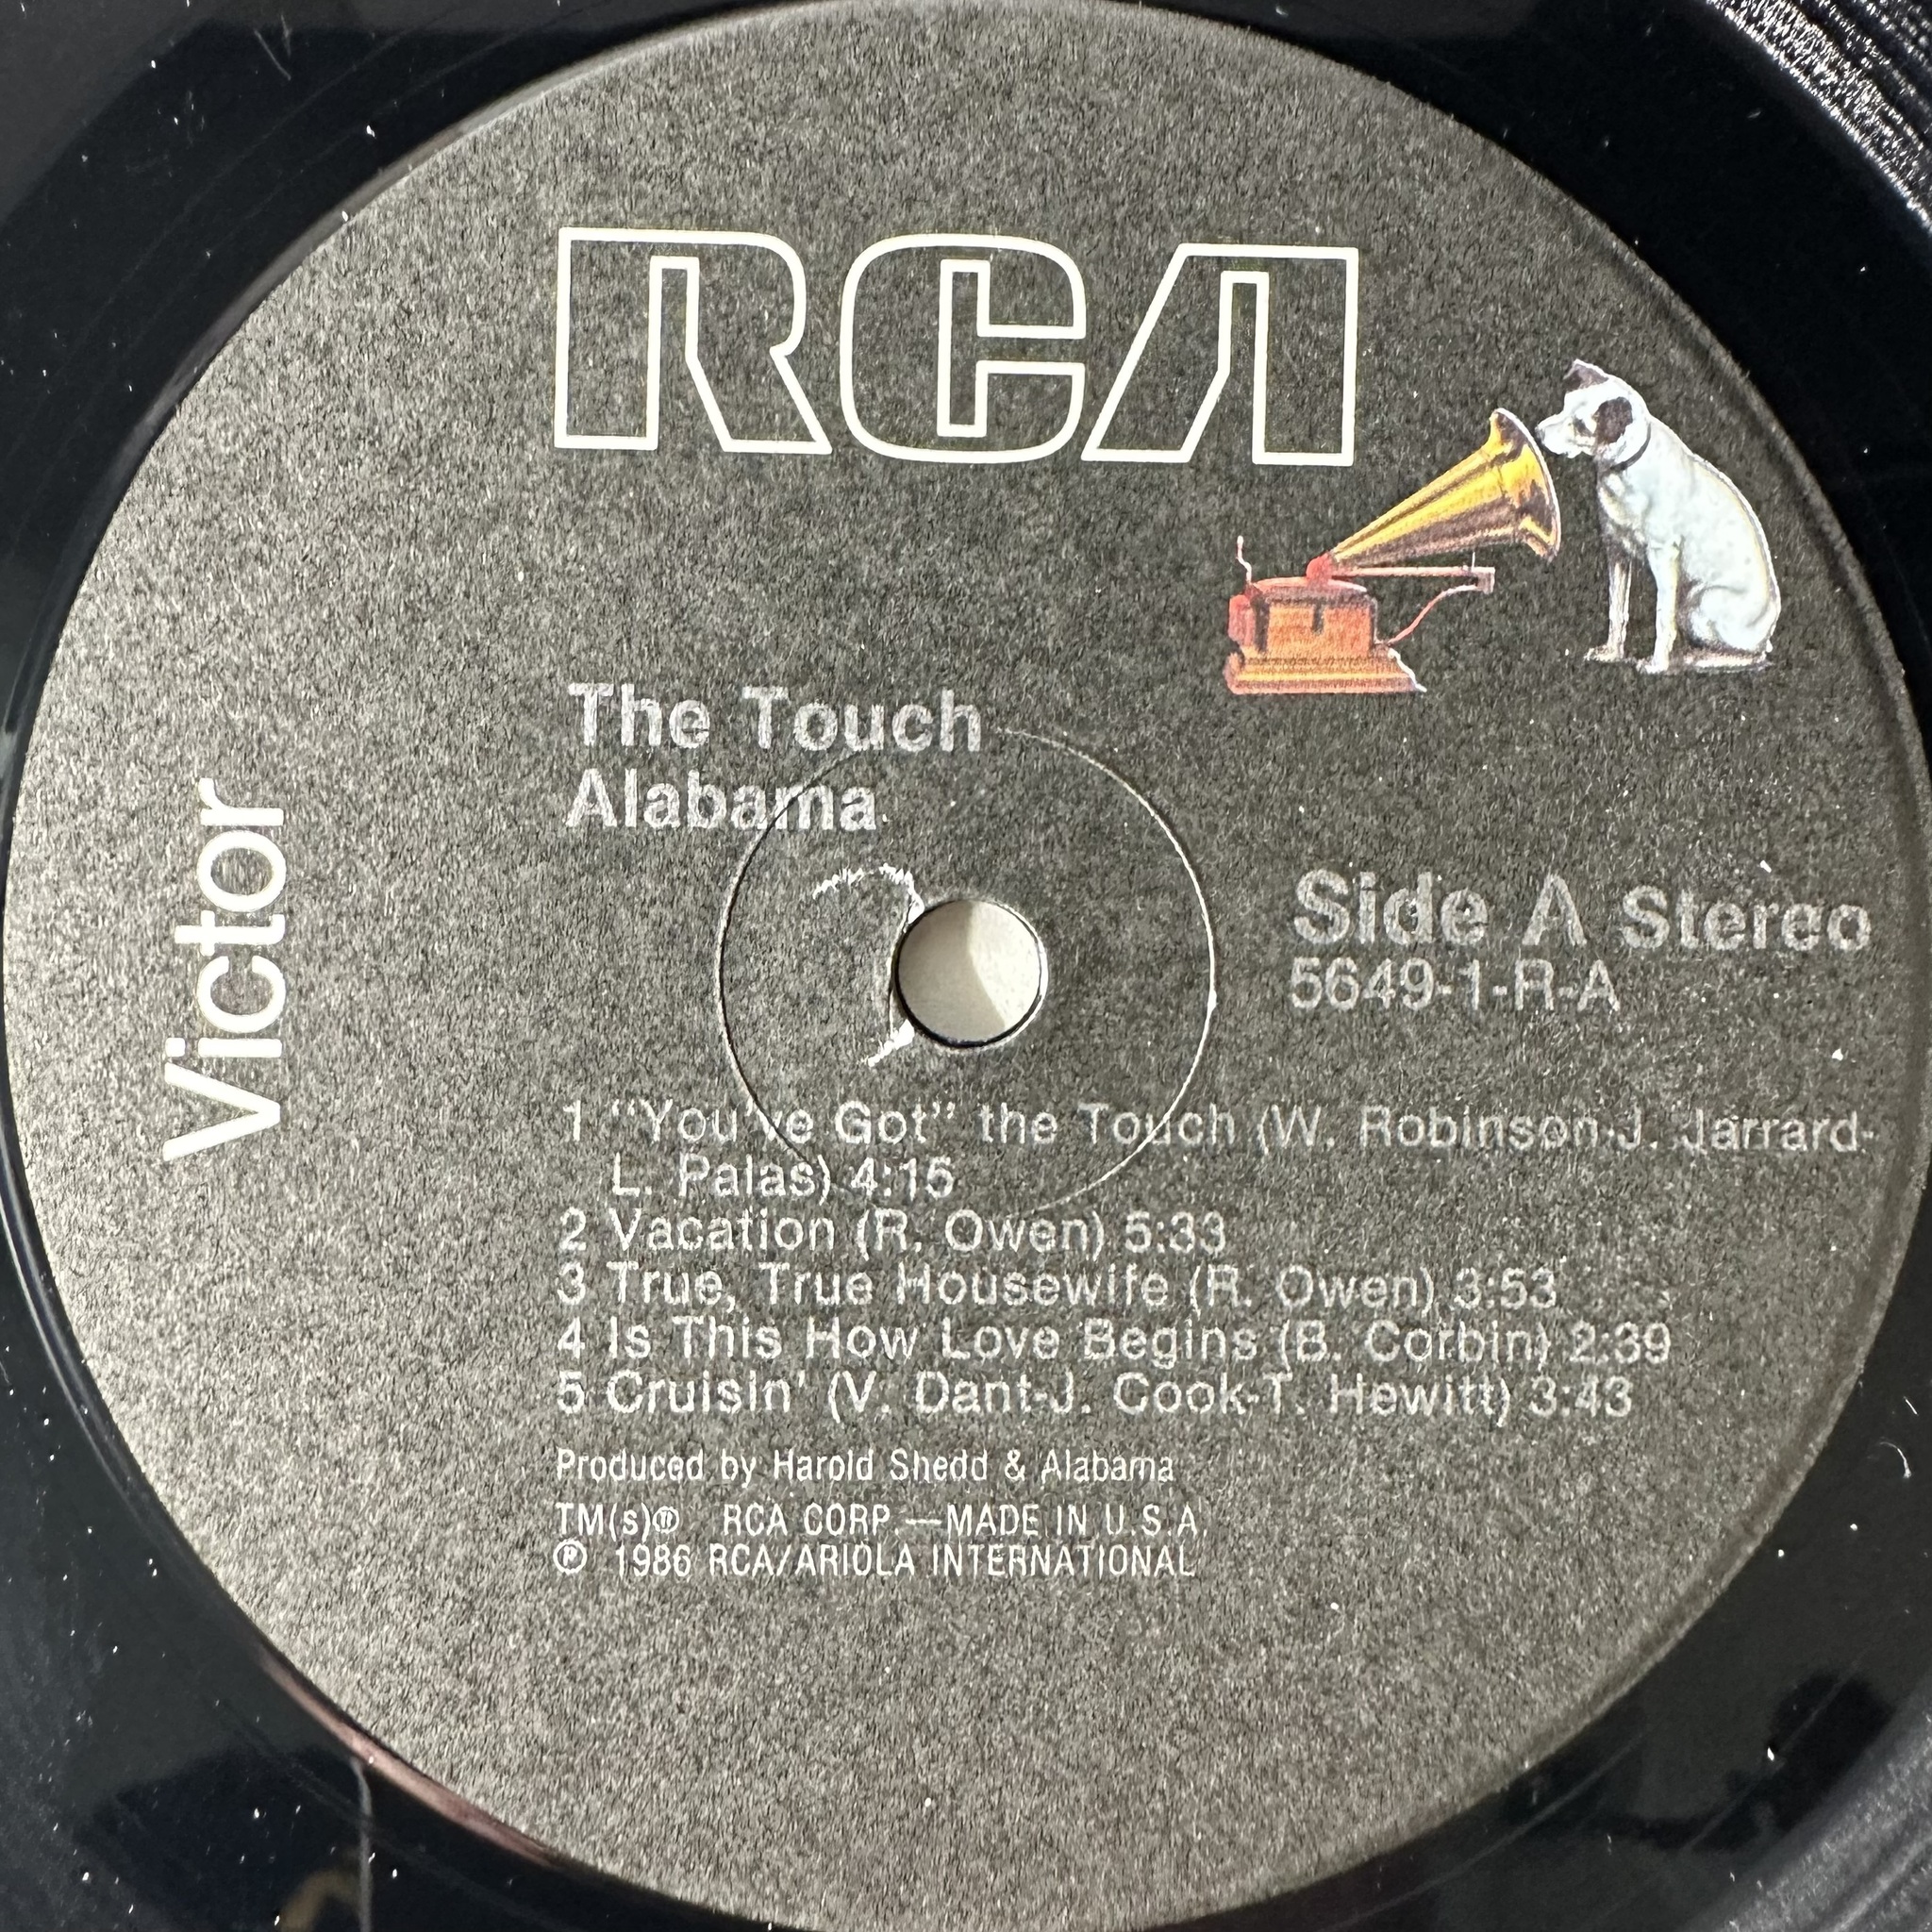 RCA
Victor
The Touch
Alabama
Side A Stereo
5649-1-R-A
1 "You've Got" the Touch (W. Robinson-J. Jarrard-
L. Palas) 4:15
2 Vacation (R. Owen) 5:33
3 True, True Housewife (R. Owen) 3:53
4 Is This How Love Begins (B. Corbin) 2:39
5 Cruisin' (V. Dant-J. Cook-T. Hewitt) 3:43
Produced by Harold Shedd & Alabama
TM(s)® RCA CORP.—MADE IN U.S.A.
℗ 1986 RCA/ARIOLA INTERNATIONAL